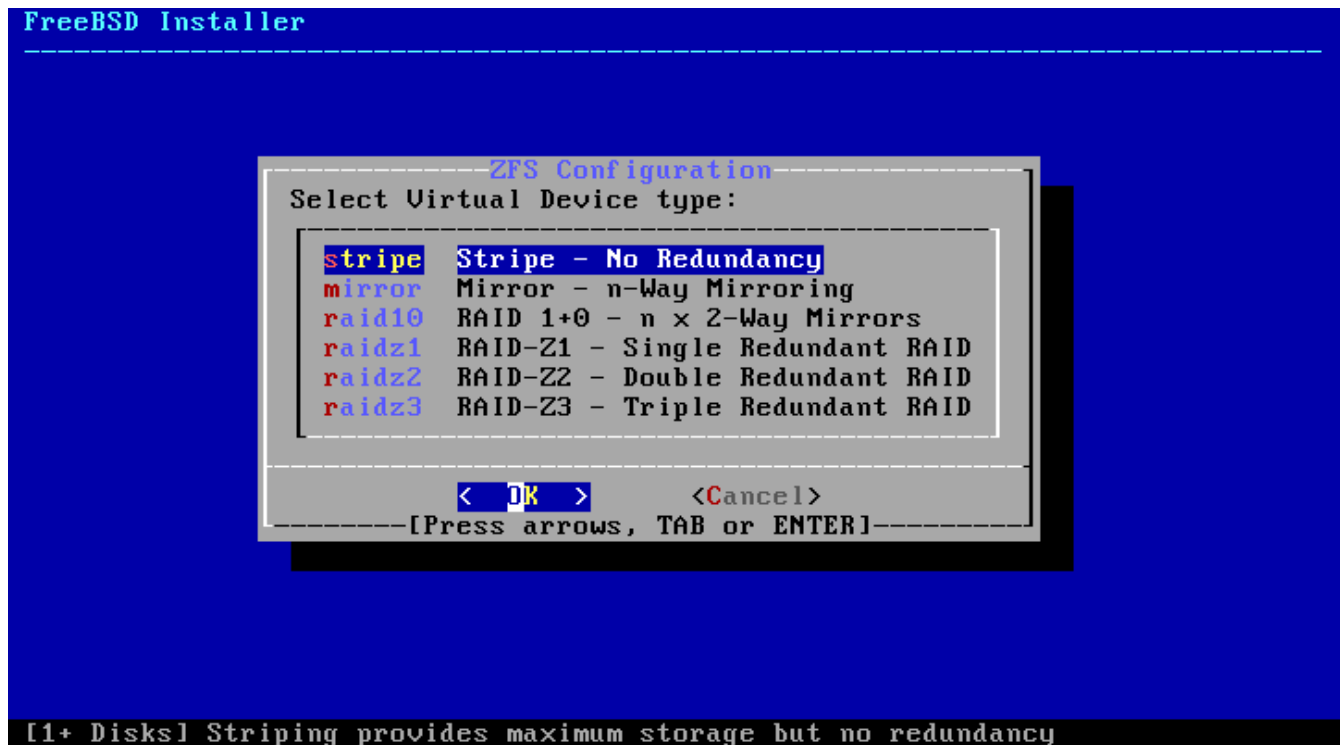 FreeBSD Installer
ZFS Configuration
Select Virtual Device type:
stripe Stripe - No Redundancy
mirror Mirror - n-Way Mirroring
raid10 RAID 1+0 - n x 2-Way Mirrors
raidz1 RAID-Z1 - Single Redundant RAID
raidz2 RAID-Z2 - Double Redundant RAID
raidz3 RAID-Z3 - Triple Redundant RAID
< OK > <Cancel>
[Press arrows, TAB or ENTER]
[1+ Disks] Striping provides maximum storage but no redundancy